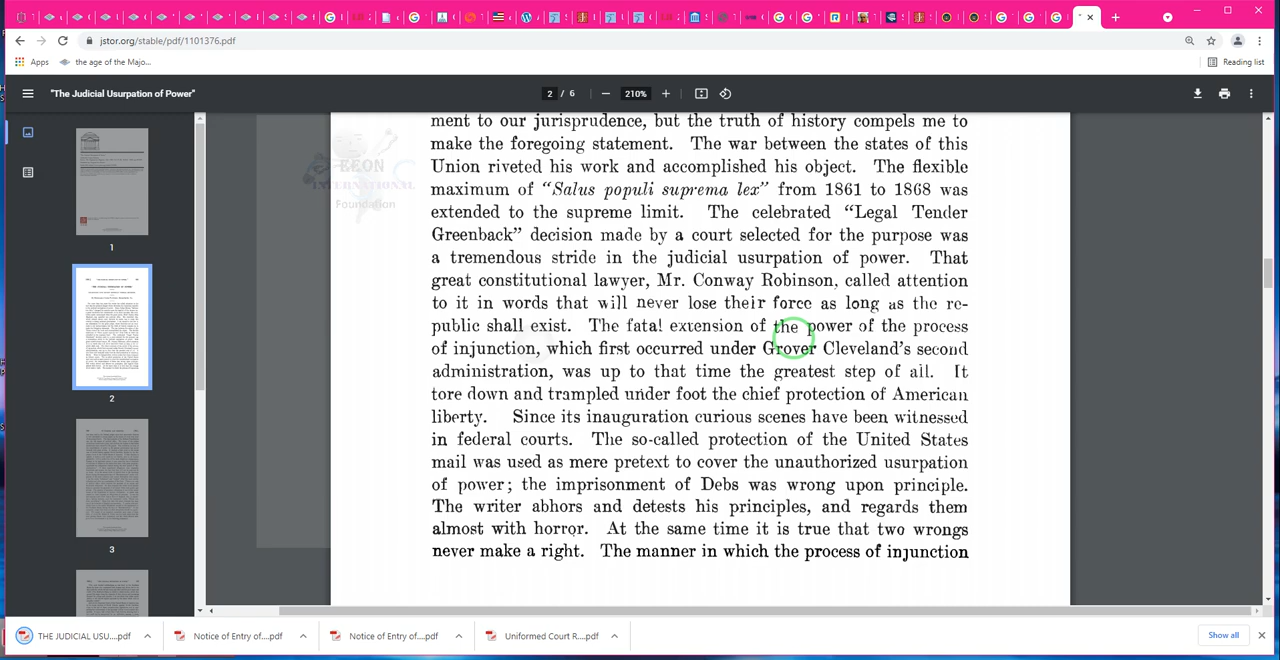 jstor.org/stable/pdf/1101376.pdf
Apps
the age of the Majo...
Reading list
"The Judicial Usurpation of Power"
2 / 6
210%
1
2
3
BEON
INTERNATIONAL
Foundation
ment to our jurisprudence, but the truth of history compels me to
make the foregoing statement. The war between the states of this
Union riveted his work and accomplished his object. The flexible
maximum of "Salus populi suprema lex" from 1861 to 1868 was
extended to the supreme limit. The celebrated "Legal Tender
Greenback" decision made by a court selected for the purpose was
a tremendous stride in the judicial usurpation of power. That
great constitutional lawyer, Mr. Conway Robinson, called attention
to it in words that will never lose their force as long as the re-
public shall exist. The fatal extension of the power of the process
of injunction, which first occurred under Grover Cleveland's second
administration, was up to that time the greatest step of all. It
tore down and trampled under foot the chief protection of American
liberty. Since its inauguration curious scenes have been witnessed
in federal courts. The so-called protection of the United States
mail was used as mere pretext to cover the unauthorized usurpation
of power; the imprisonment of Debs was wrong upon principle.
The writer abhors and detests his principles, and regards them
almost with horror. At the same time it is true that two wrongs
never make a right. The manner in which the process of injunction
THE JUDICIAL USU....pdf
Notice of Entry of....pdf
Notice of Entry of....pdf
Uniformed Court R....pdf
Show all